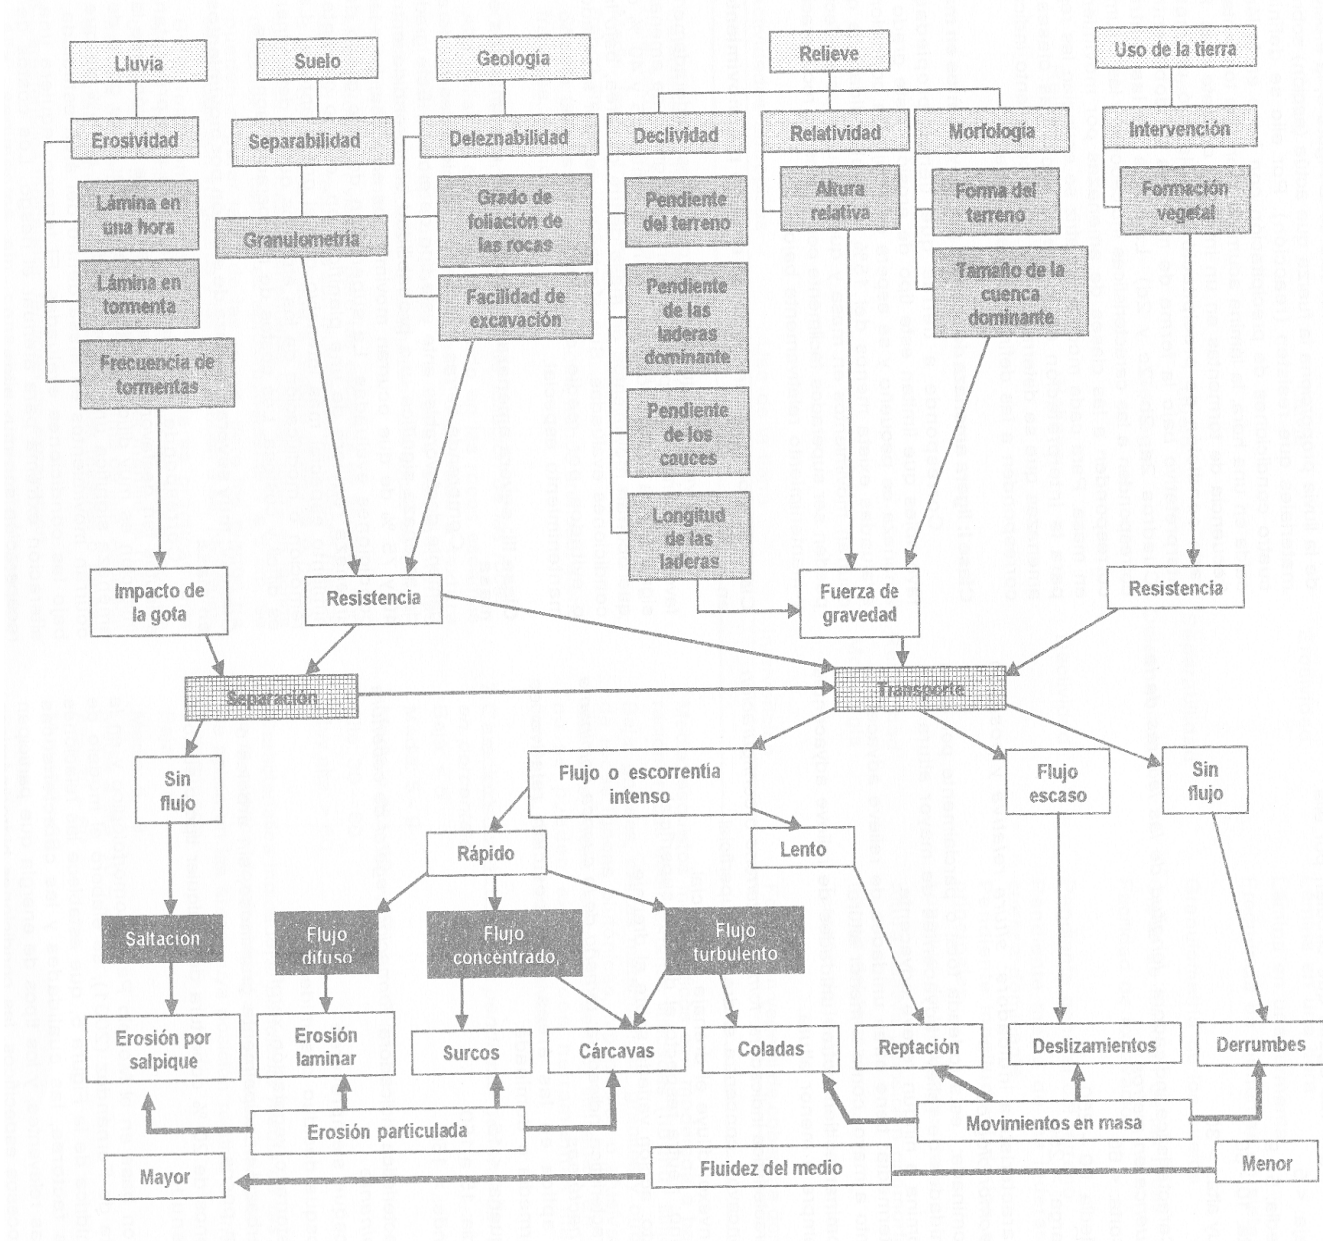 Lluvia
Suelo
Geología
Relieve
Uso de la tierra
Erosividad
Separabilidad
Deleznabilidad
Declividad
Relatividad
Morfología
Intervención
Lámina en
una hora
Lámina en
tormenta
Frecuencia de
tormentas
Granulometría
Grado de
foliación de
las rocas
Facilidad de
excavación
Pendiente
del terreno
Pendiente
de las
laderas
dominante
Pendiente
de los
cauces
Longitud
de las
laderas
Altura
relativa
Forma del
terreno
Tamaño de la
cuenca
dominante
Formación
vegetal
Impacto de
la gota
Resistencia
Fuerza de
gravedad
Resistencia
Separación
Transporte
Sin
flujo
Flujo o escorrentía
intenso
Flujo
escaso
Sin
flujo
Rápido
Lento
Saltación
Flujo
difuso
Flujo
concentrado
Flujo
turbulento
Erosión por
salpique
Erosión
laminar
Surcos
Cárcavas
Coladas
Reptación
Deslizamientos
Derrumbes
Erosión particulada
Movimientos en masa
Mayor
Fluidez del medio
Menor